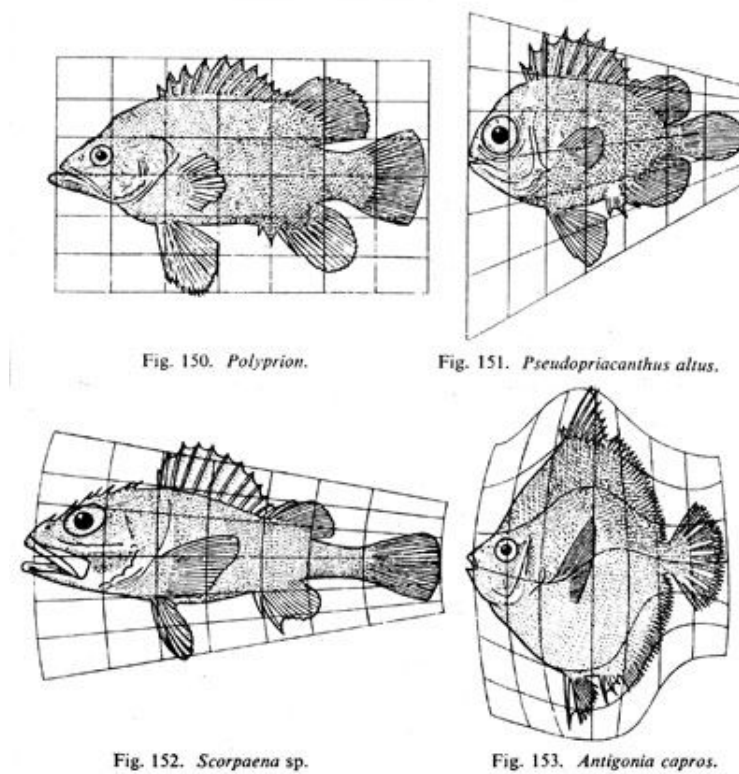 Fig. 150. Polyprion.
Fig. 151. Pseudopriacanthus altus.
Fig. 152. Scorpaena sp.
Fig. 153. Antigonia capros.